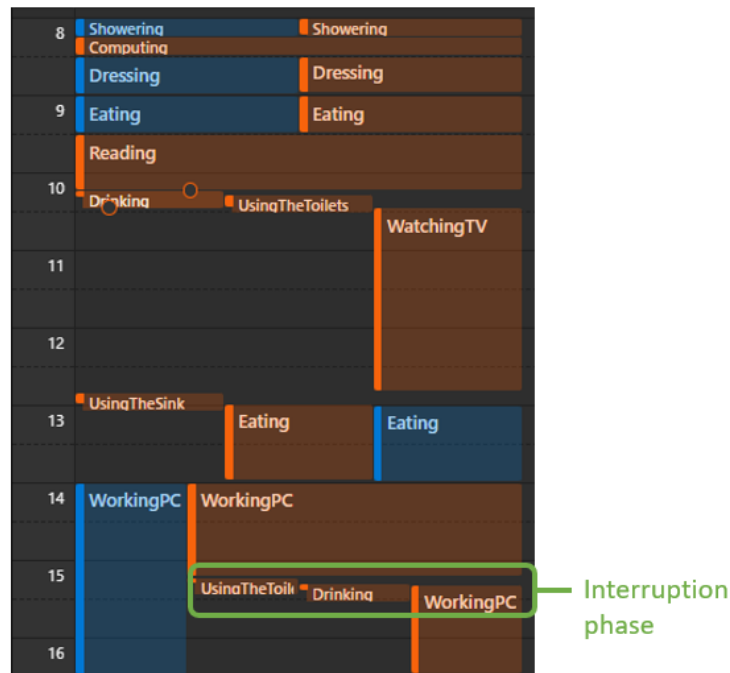 8 Showering Showering
Computing
Dressing Dressing
9 Eating Eating
Reading
10 Drinking UsingTheToilets
WatchingTV
11
12
UsingTheSink
13 Eating Eating
14 WorkingPC WorkingPC
15
UsingTheToil Drinking WorkingPC
Interruption
phase
16